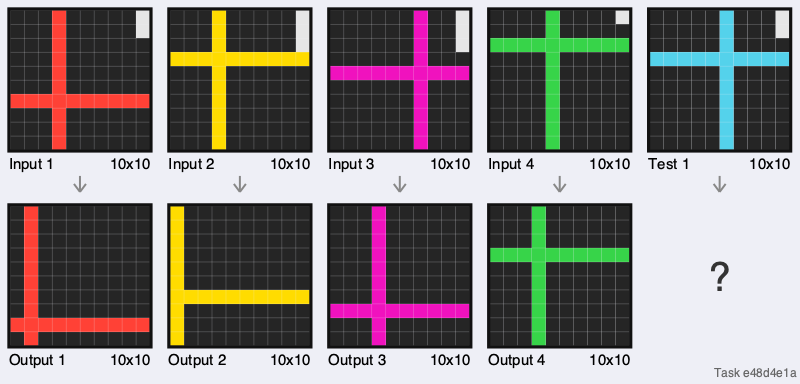 Input 1 10x10
Input 2 10x10
Input 3 10x10
Input 4 10x10
Test 1 10x10
?
Output 1 10x10
Output 2 10x10
Output 3 10x10
Output 4 10x10
Task e48d4e1a